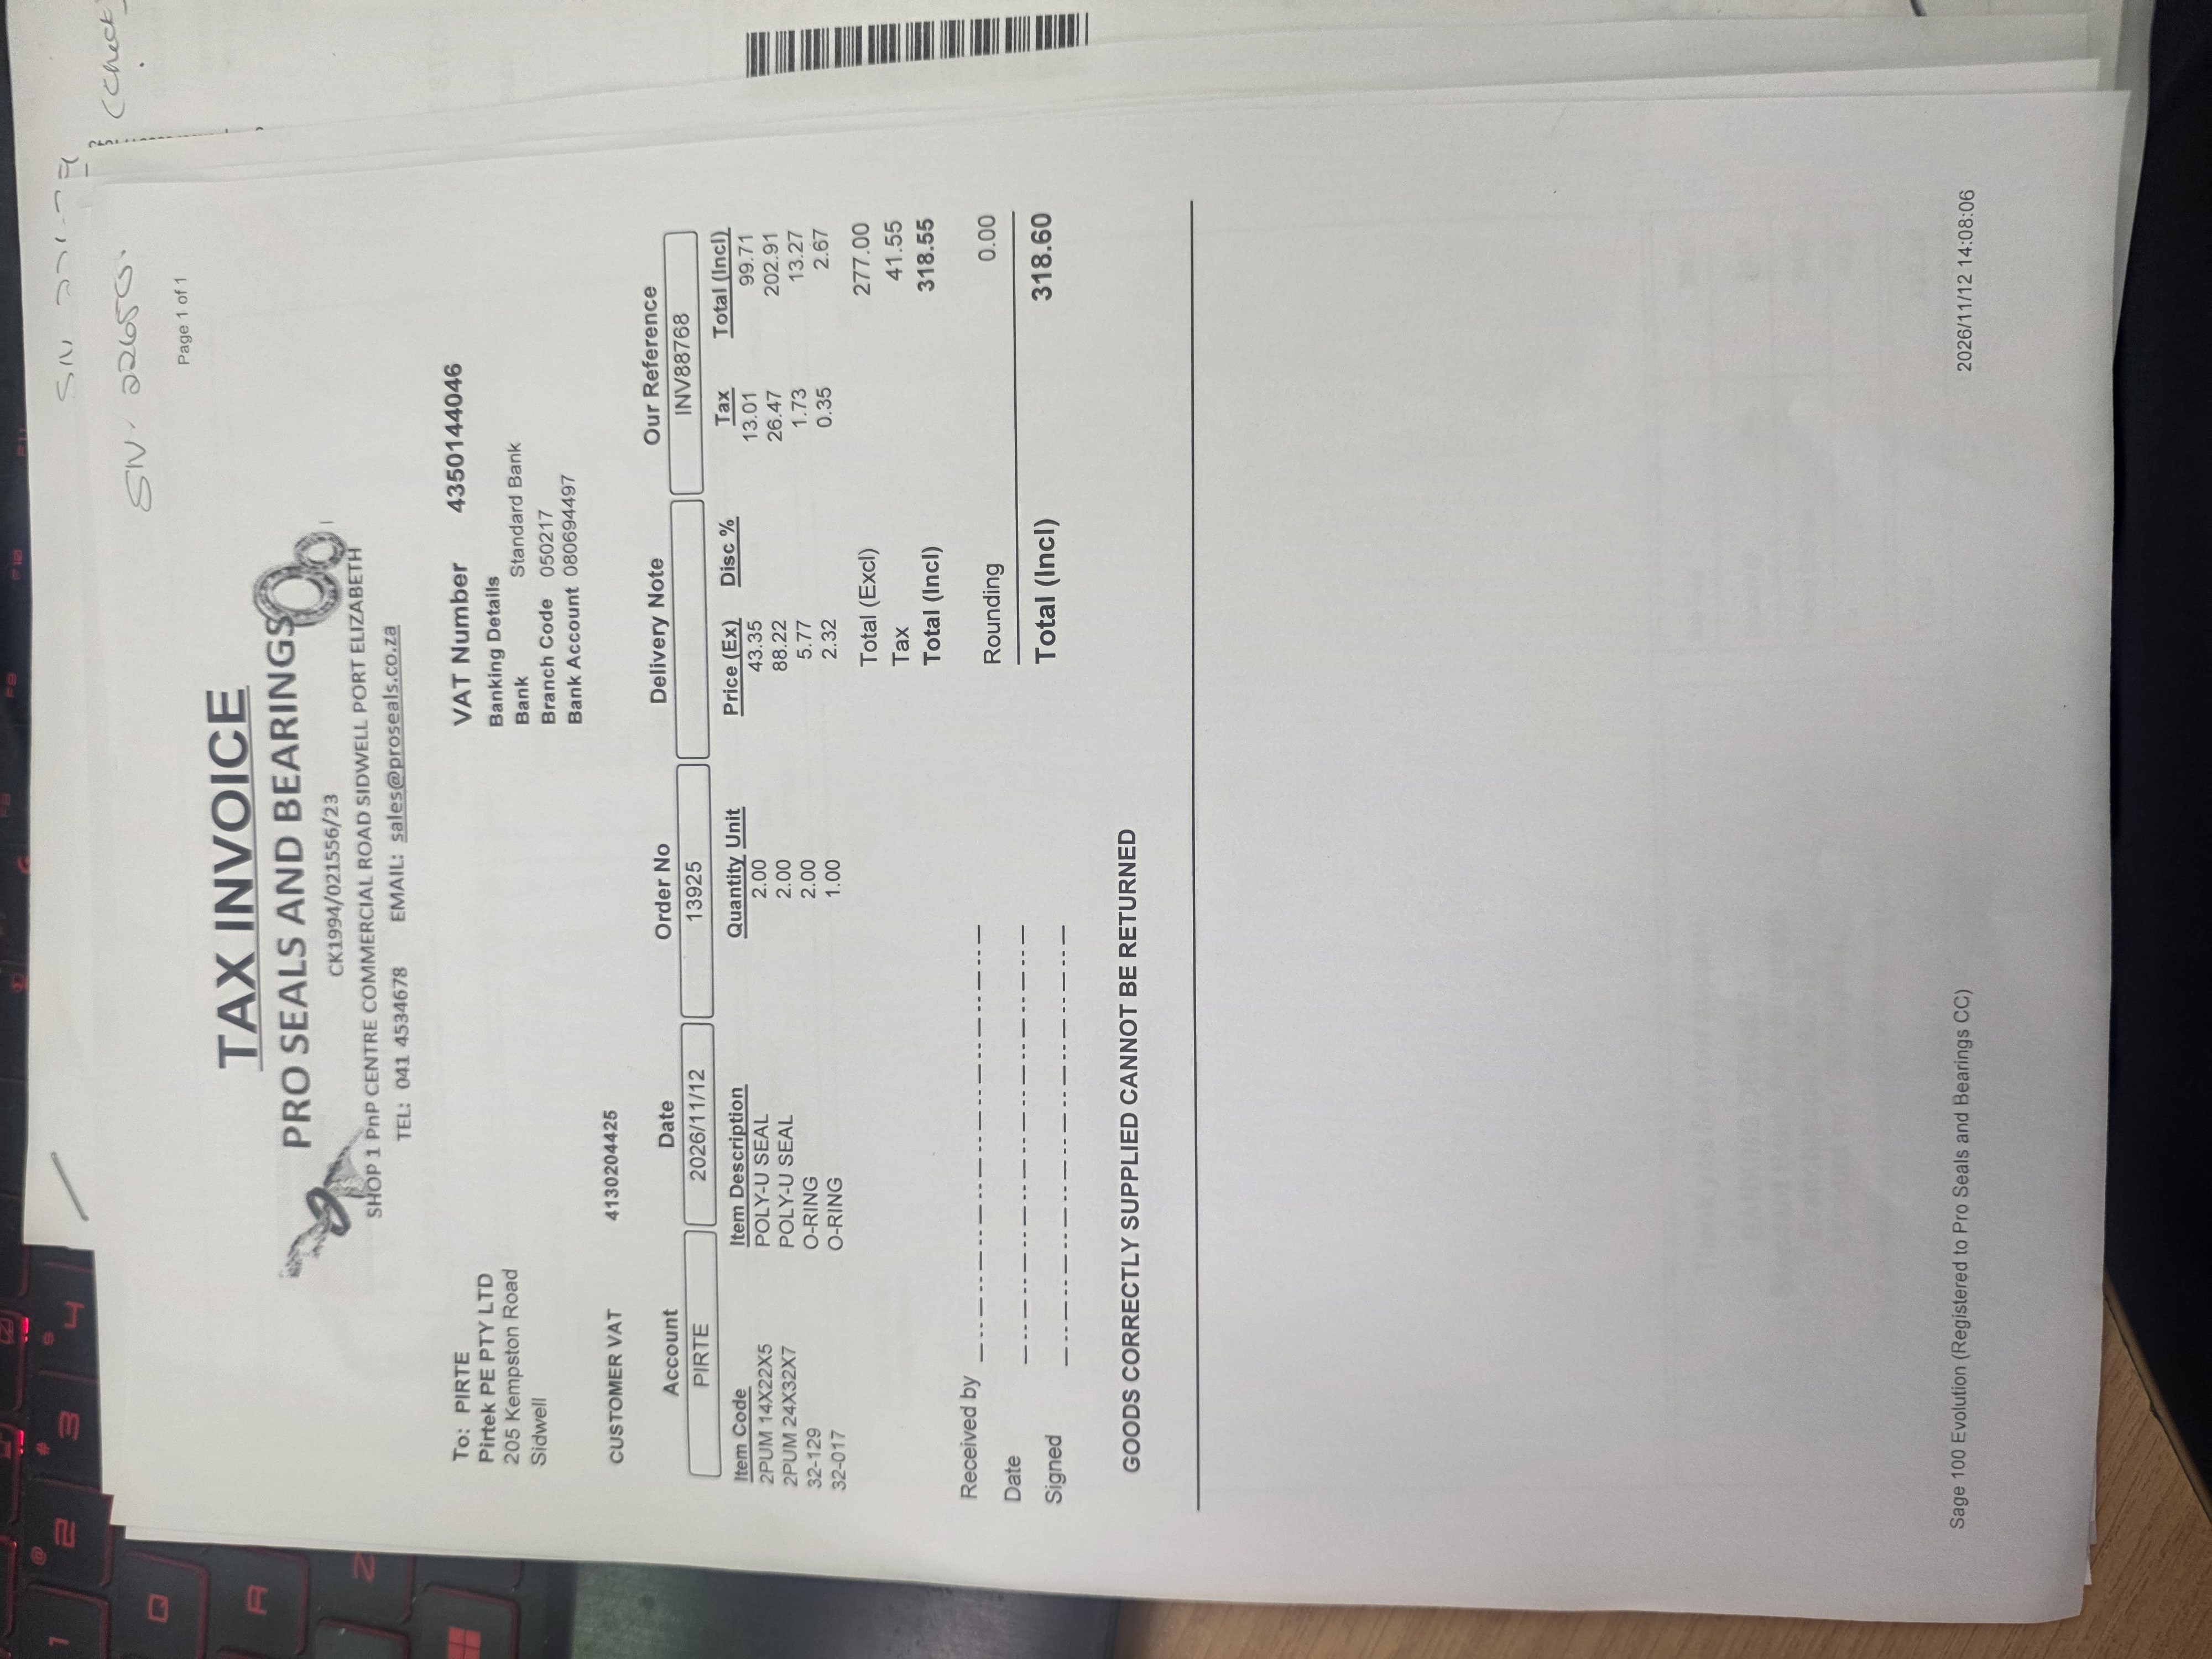 SN 22650.
Page 1 of 1
TAX INVOICE
PRO SEALS AND BEARINGS
CK1994/021556/23
SHOP 1 PnP CENTRE COMMERCIAL ROAD SIDWELL PORT ELIZABETH
TEL: 041 4534678 EMAIL: sales@proseals.co.za
To: PIRTE
Pirtek PE PTY LTD
205 Kempston Road
Sidwell
VAT Number 4350144046
Banking Details
Bank Standard Bank
Branch Code 050217
Bank Account 080694497
CUSTOMER VAT 4130204425
Account Date Order No Delivery Note Our Reference
PIRTE 2026/11/12 13925 INV88768
Item Code Item Description Quantity Unit Price (Ex) Disc % Tax Total (Incl)
2PUM 14X22X5 POLY-U SEAL 2.00 43.35 13.01 99.71
2PUM 24X32X7 POLY-U SEAL 2.00 88.22 26.47 202.91
32-129 O-RING 2.00 5.77 1.73 13.27
32-017 O-RING 1.00 2.32 0.35 2.67
Total (Excl) 277.00
Tax 41.55
Total (Incl) 318.55
Rounding 0.00
Total (Incl) 318.60
Received by
Date
Signed
GOODS CORRECTLY SUPPLIED CANNOT BE RETURNED
Sage 100 Evolution (Registered to Pro Seals and Bearings CC) 2026/11/12 14:08:06
(Check)
@ 2
# 3
4
1
Q
A
Z